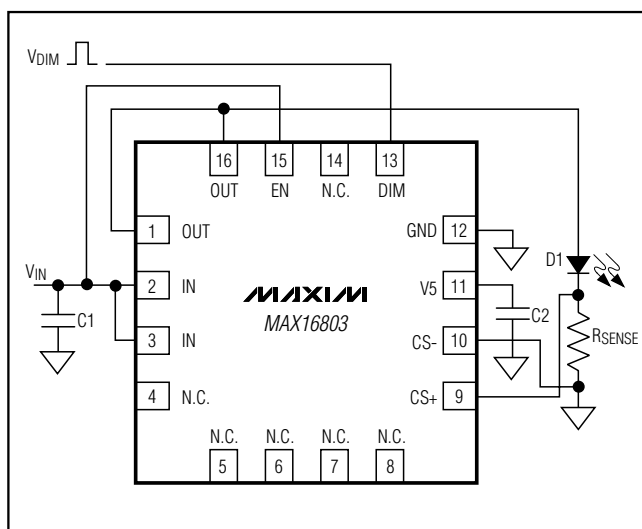 VDIM
16 15 14 13
OUT EN N.C. DIM
1 OUT
GND 12
VIN
2 IN
V5 11
D1
C1
MAXIM
MAX16803
3 IN
CS- 10
C2
RSENSE
4 N.C.
CS+ 9
N.C. N.C. N.C. N.C.
5 6 7 8